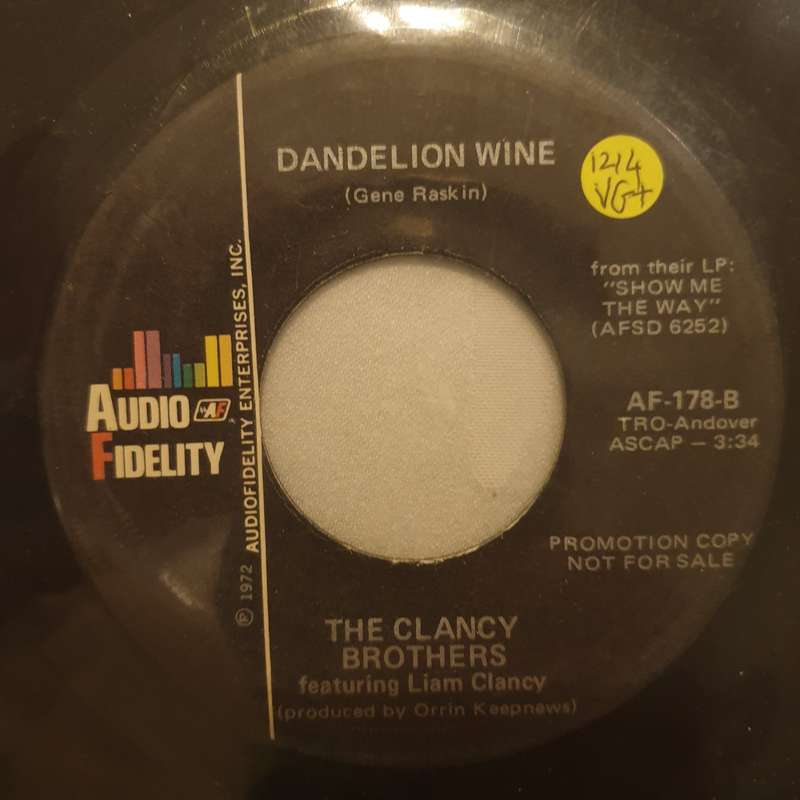 DANDELION WINE
(Gene Raskin)
1214
VG+
from their LP:
"SHOW ME
THE WAY"
(AFSD 6252)
AUDIO AF
FIDELITY
℗ 1972 AUDIOFIDELITY ENTERPRISES, INC.
AF-178-B
TRO-Andover
ASCAP — 3:34
PROMOTION COPY
NOT FOR SALE
THE CLANCY
BROTHERS
featuring Liam Clancy
(produced by Orrin Keepnews)